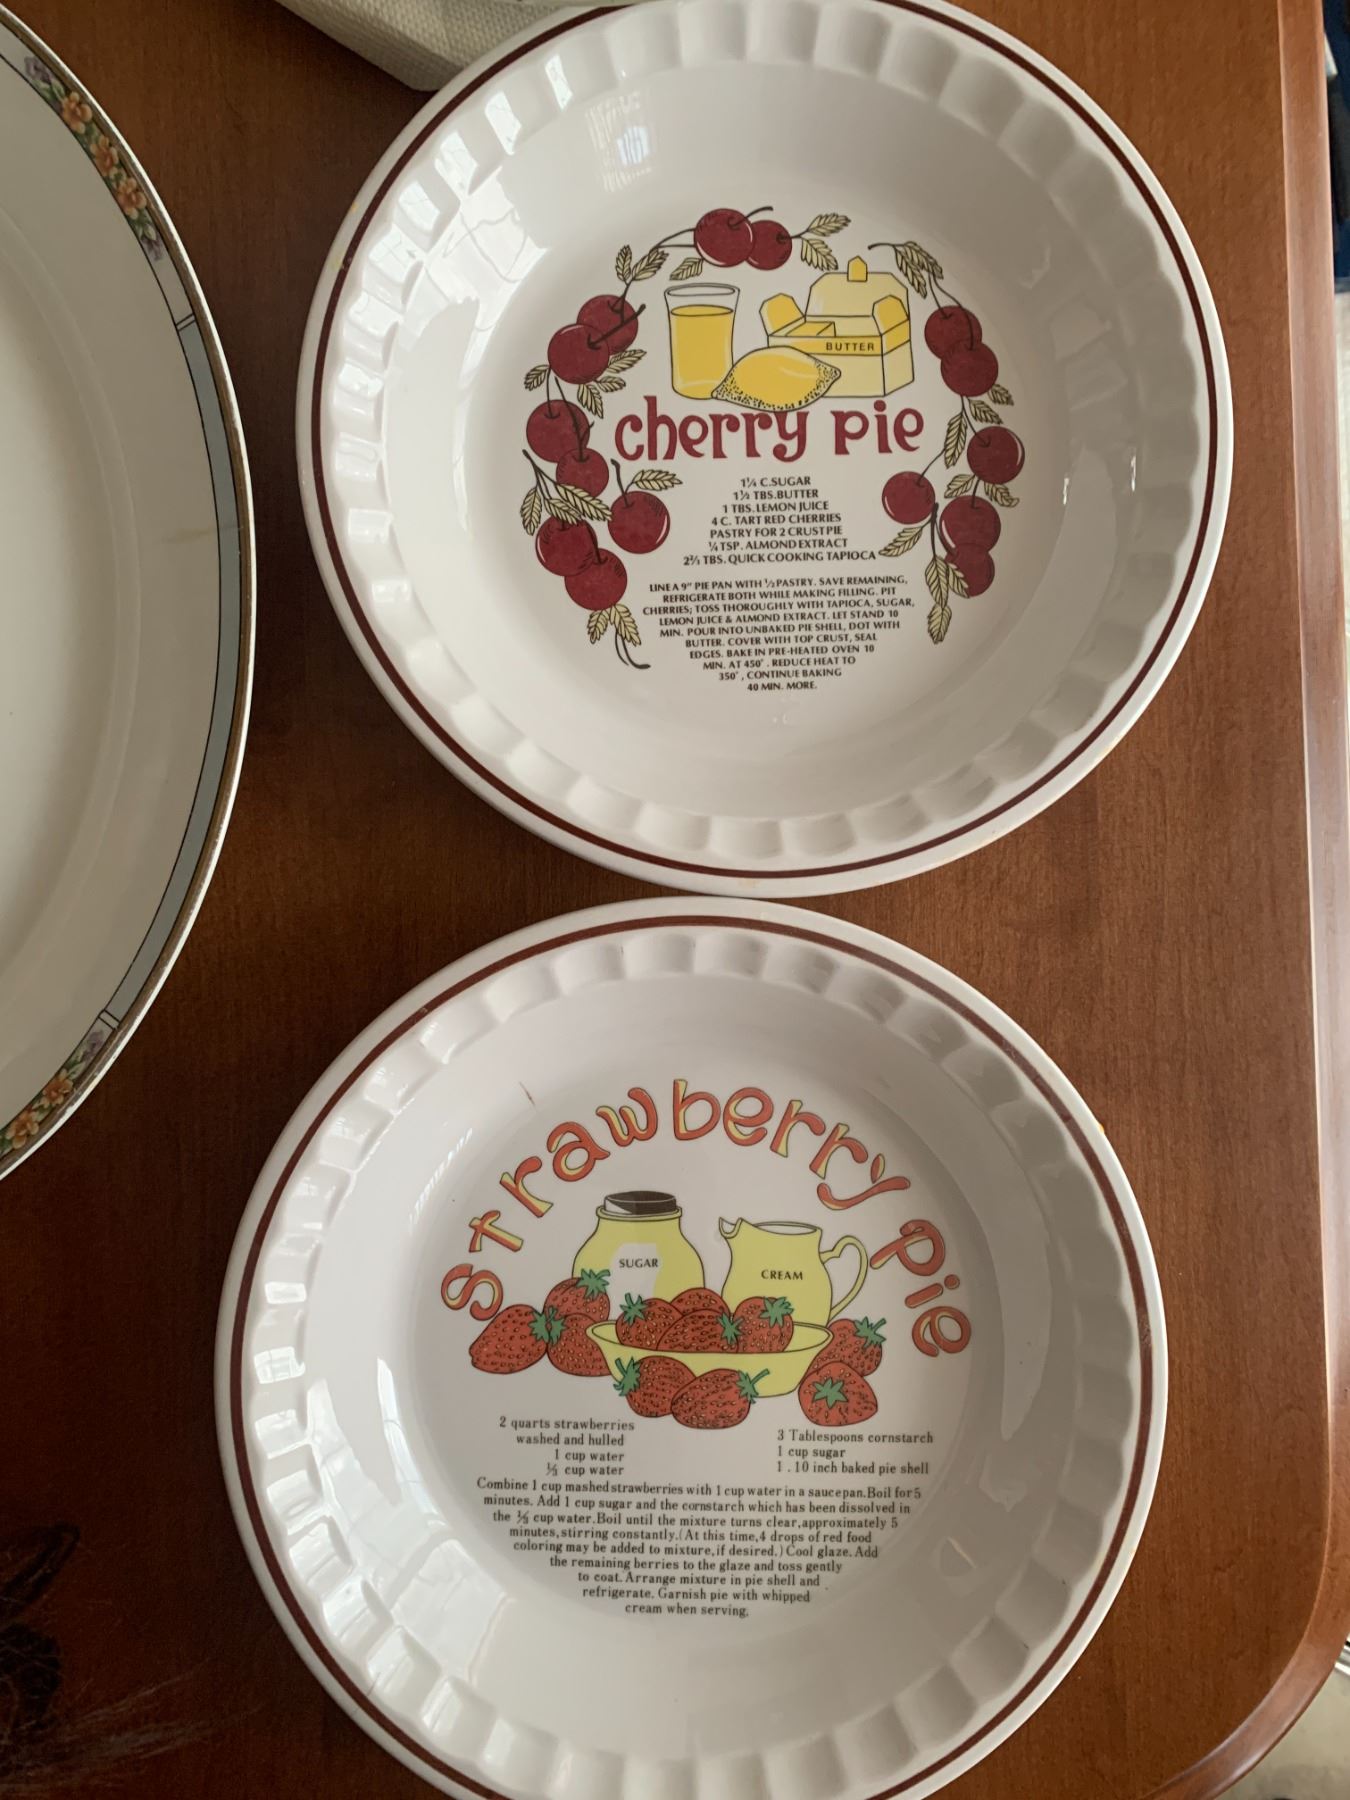 BUTTER
cherry pie
1¼ C. SUGAR
1½ TBS. BUTTER
1 TBS. LEMON JUICE
4 C. TART RED CHERRIES
PASTRY FOR 2 CRUST PIE
¼ TSP. ALMOND EXTRACT
2⅔ TBS. QUICK COOKING TAPIOCA
LINE A 9" PIE PAN WITH ½ PASTRY. SAVE REMAINING,
REFRIGERATE BOTH WHILE MAKING FILLING. PIT
CHERRIES; TOSS THOROUGHLY WITH TAPIOCA, SUGAR,
LEMON JUICE & ALMOND EXTRACT. LET STAND 10
MIN. POUR INTO UNBAKED PIE SHELL, DOT WITH
BUTTER. COVER WITH TOP CRUST, SEAL
EDGES. BAKE IN PRE-HEATED OVEN 10
MIN. AT 450°. REDUCE HEAT TO
350°, CONTINUE BAKING
40 MIN. MORE.
Strawberry Pie
SUGAR
CREAM
2 quarts strawberries
washed and hulled
1 cup water
⅓ cup water
3 Tablespoons cornstarch
1 cup sugar
1 . 10 inch baked pie shell
Combine 1 cup mashed strawberries with 1 cup water in a saucepan. Boil for 5
minutes. Add 1 cup sugar and the cornstarch which has been dissolved in
the ⅓ cup water. Boil until the mixture turns clear, approximately 5
minutes, stirring constantly. (At this time, 4 drops of red food
coloring may be added to mixture, if desired.) Cool glaze. Add
the remaining berries to the glaze and toss gently
to coat. Arrange mixture in pie shell and
refrigerate. Garnish pie with whipped
cream when serving.